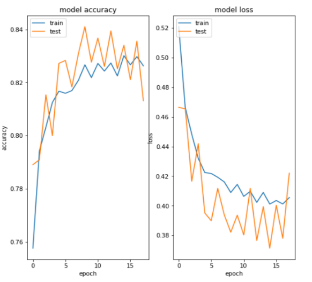 model accuracy
train
test
0.84
0.82
0.80
0.78
0.76
accuracy
0
5
10
15
epoch
model loss
train
test
0.52
0.50
0.48
0.46
0.44
0.42
0.40
0.38
loss
0
5
10
15
epoch